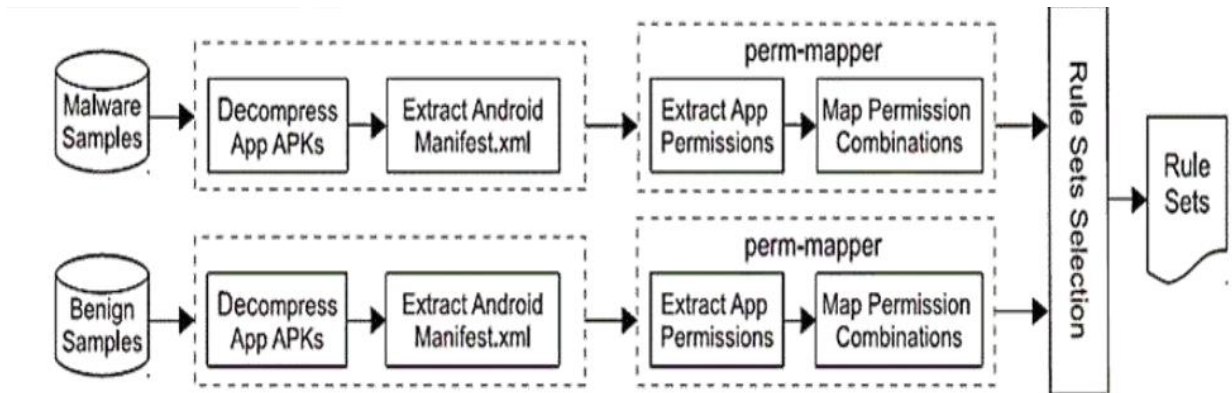 perm-mapper
Malware
Samples
Decompress
App APKs
Extract Android
Manifest.xml
Extract App
Permissions
Map Permission
Combinations
perm-mapper
Benign
Samples
Decompress
App APKs
Extract Android
Manifest.xml
Extract App
Permissions
Map Permission
Combinations
Rule Sets Selection
Rule
Sets